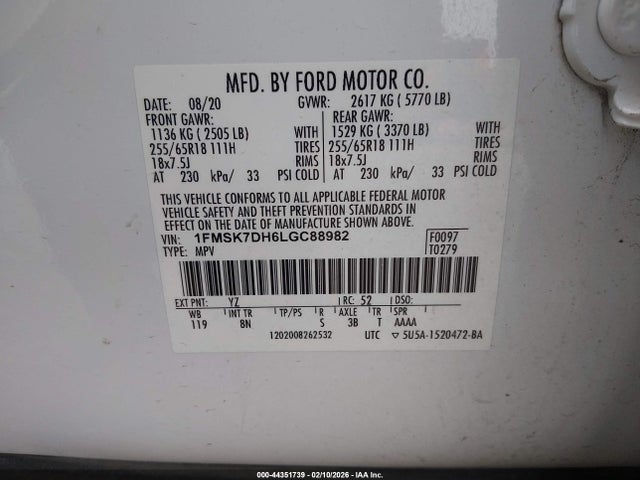 MFD. BY FORD MOTOR CO.
DATE: 08/20 GVWR: 2617 KG ( 5770 LB)
FRONT GAWR: REAR GAWR:
1136 KG ( 2505 LB) WITH 1529 KG ( 3370 LB) WITH
255/65R18 111H TIRES 255/65R18 111H TIRES
18x7.5J RIMS 18x7.5J RIMS
AT 230 kPa/ 33 PSI COLD AT 230 kPa/ 33 PSI COLD
THIS VEHICLE CONFORMS TO ALL APPLICABLE FEDERAL MOTOR
VEHICLE SAFETY AND THEFT PREVENTION STANDARDS IN
EFFECT ON THE DATE OF MANUFACTURE SHOWN ABOVE.
VIN: 1FMSK7DH6LGC88982 F0097
TYPE: MPV T0279
EXT PNT: YZ RC: 52 DSO:
WB INT TR TP/PS R AXLE TR SPR
119 8N S 3B T AAAA
1202008262532 UTC ▽ 5U5A-1520472-BA
000-44351739 - 02/10/2026 - IAA Inc.